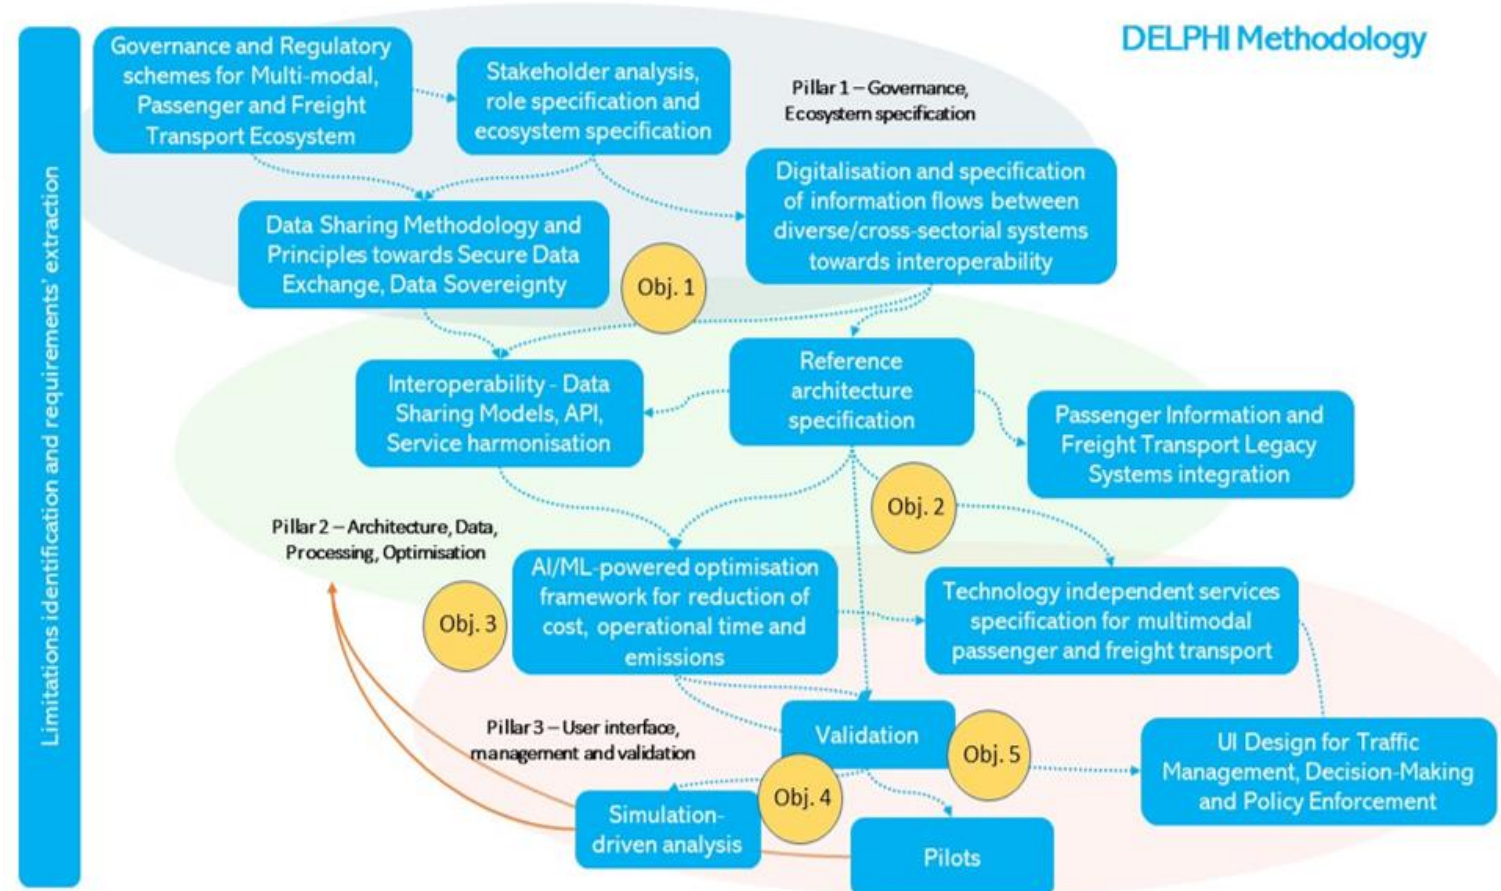 DELPHI Methodology
Limitations identification and requirements' extraction
Governance and Regulatory
schemes for Multi-modal,
Passenger and Freight
Transport Ecosystem
Stakeholder analysis,
role specification and
ecosystem specification
Pillar 1 – Governance,
Ecosystem specification
Digitalisation and specification
of information flows between
diverse/cross-sectorial systems
towards interoperability
Data Sharing Methodology and
Principles towards Secure Data
Exchange, Data Sovereignty
Obj. 1
Interoperability - Data
Sharing Models, API,
Service harmonisation
Reference
architecture
specification
Passenger Information and
Freight Transport Legacy
Systems integration
Obj. 2
Pillar 2 – Architecture, Data,
Processing, Optimisation
AI/ML-powered optimisation
framework for reduction of
cost, operational time and
emissions
Obj. 3
Technology independent services
specification for multimodal
passenger and freight transport
Pillar 3 – User interface,
management and validation
Validation
Obj. 5
UI Design for Traffic
Management, Decision-Making
and Policy Enforcement
Obj. 4
Simulation-
driven analysis
Pilots